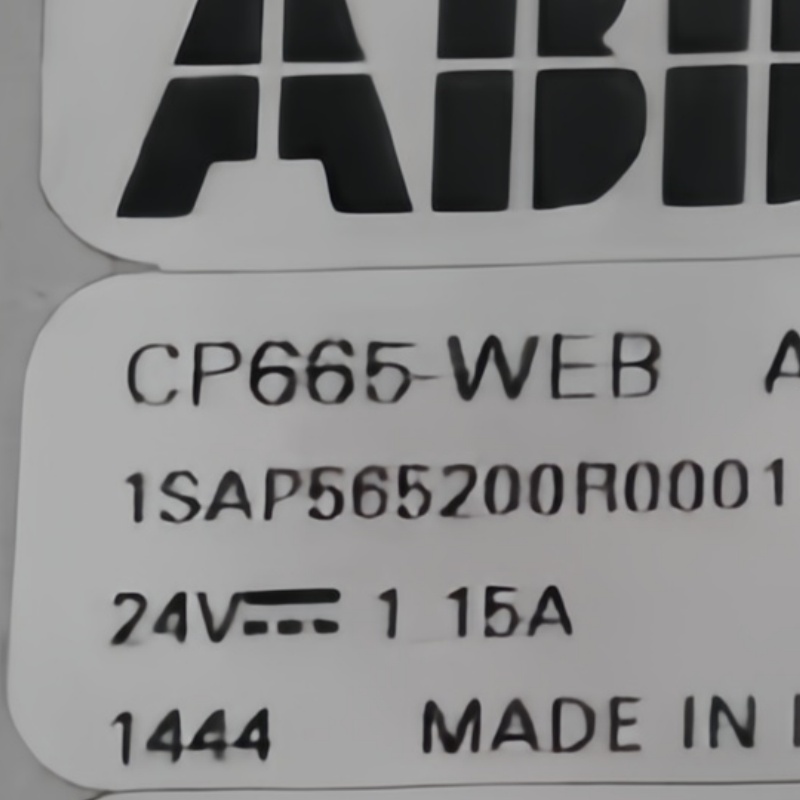 ABB
CP665-WEB A
1SAP565200R0001
24V⎓ 1 15A
1444 MADE IN